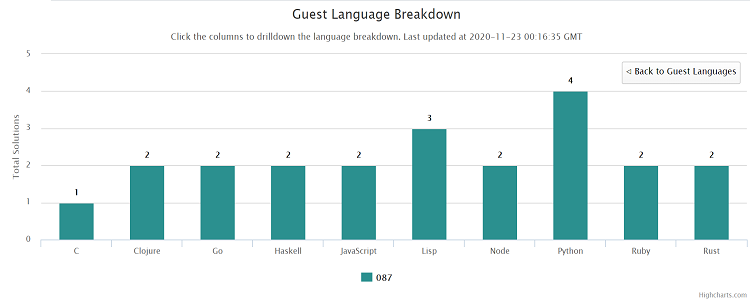 Guest Language Breakdown
Click the columns to drilldown the language breakdown. Last updated at 2020-11-23 00:16:35 GMT
◁ Back to Guest Languages
Total Solutions
5
4
3
2
1
0
1
2
2
2
2
3
2
4
2
2
C
Clojure
Go
Haskell
JavaScript
Lisp
Node
Python
Ruby
Rust
087
Highcharts.com